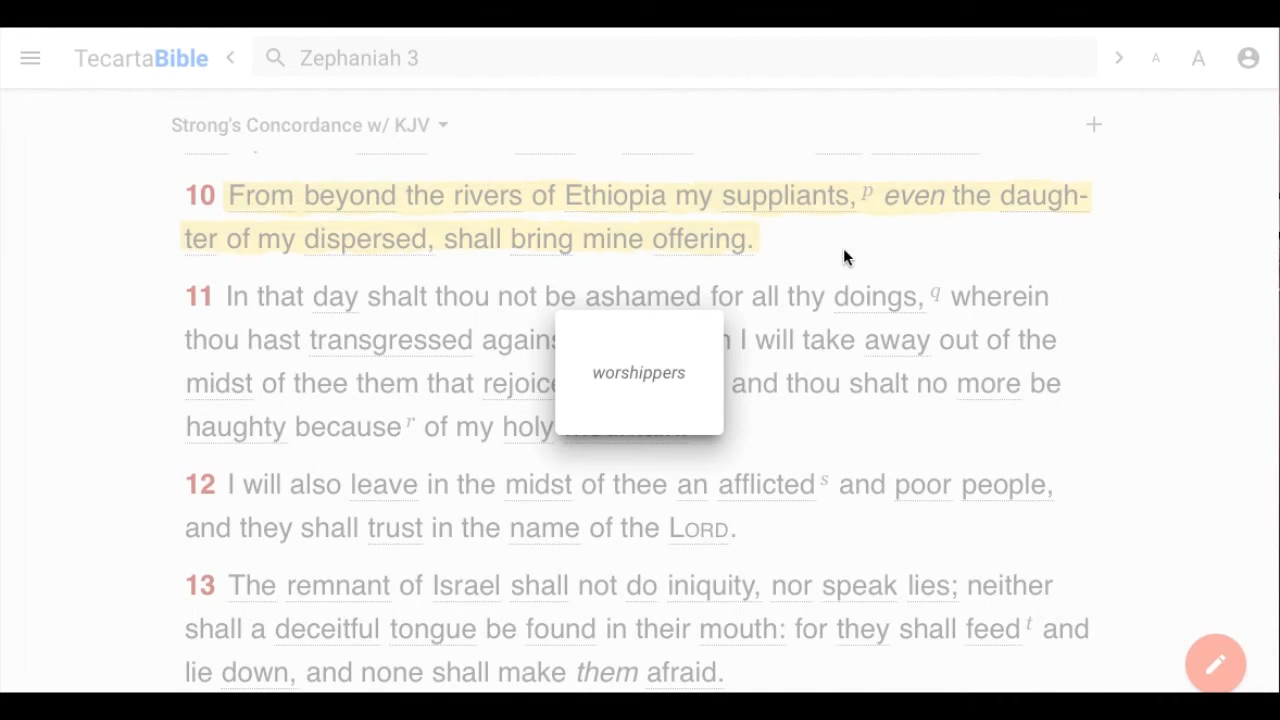 TecartaBible Zephaniah 3 A A
Strong's Concordance w/ KJV
10 From beyond the rivers of Ethiopia my suppliants, p even the daugh-
ter of my dispersed, shall bring mine offering.
11 In that day shalt thou not be ashamed for all thy doings, q wherein
thou hast transgressed I will take away out of the
midst of thee them that and thou shalt no more be
worshippers
haughty because r of my holy
12 I will also leave in the midst of thee an afflicted s and poor people,
and they shall trust in the name of the LORD.
13 The remnant of Israel shall not do iniquity, nor speak lies; neither
shall a deceitful tongue be found in their mouth: for they shall feed t and
lie down, and none shall make them afraid.